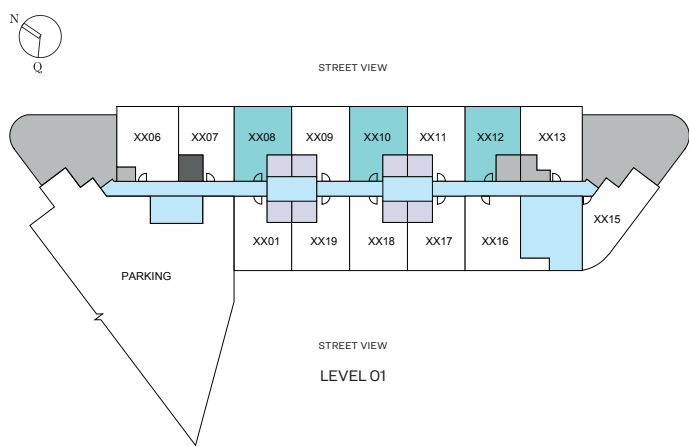 N
Q
STREET VIEW
XX06 XX07 XX08 XX09 XX10 XX11 XX12 XX13
XX15
XX01 XX19 XX18 XX17 XX16
PARKING
STREET VIEW
LEVEL 01